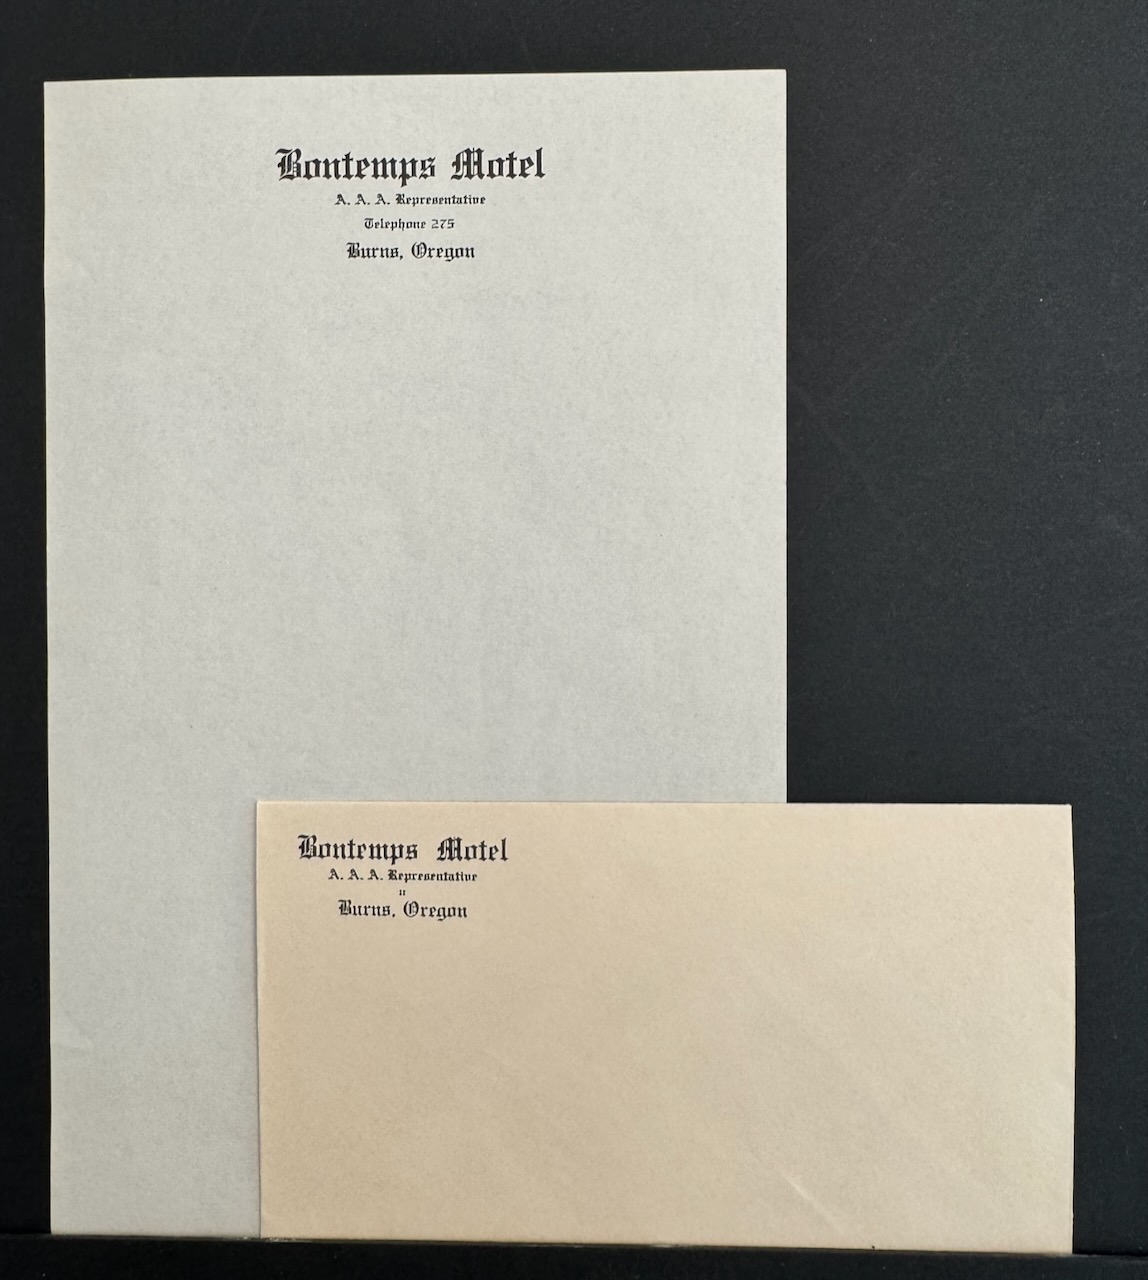 Bontemps Motel
A. A. A. Representative
Telephone 275
Burns, Oregon
Bontemps Motel
A. A. A. Representative
::
Burns, Oregon